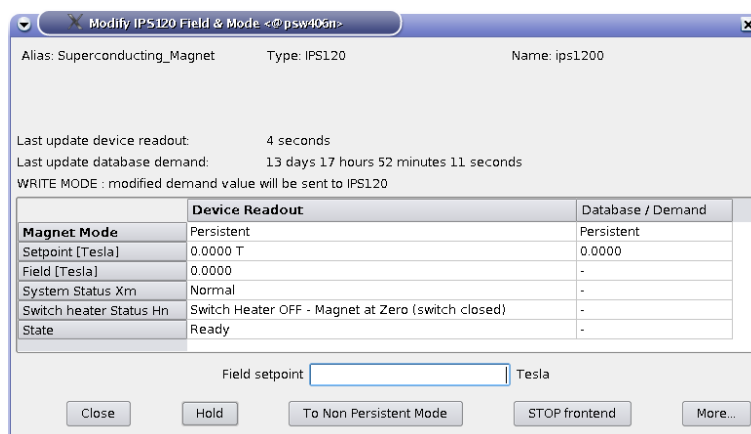 Modify IPS120 Field & Mode <@psw406n>
Alias: Superconducting_Magnet Type: IPS120 Name: ips1200
Last update device readout: 4 seconds
Last update database demand: 13 days 17 hours 52 minutes 11 seconds
WRITE MODE : modified demand value will be sent to IPS120
Device Readout Database / Demand
Magnet Mode Persistent Persistent
Setpoint [Tesla] 0.0000 T 0.0000
Field [Tesla] 0.0000 -
System Status Xm Normal -
Switch heater Status Hn Switch Heater OFF - Magnet at Zero (switch closed) -
State Ready -
Field setpoint Tesla
Close Hold To Non Persistent Mode STOP frontend More...